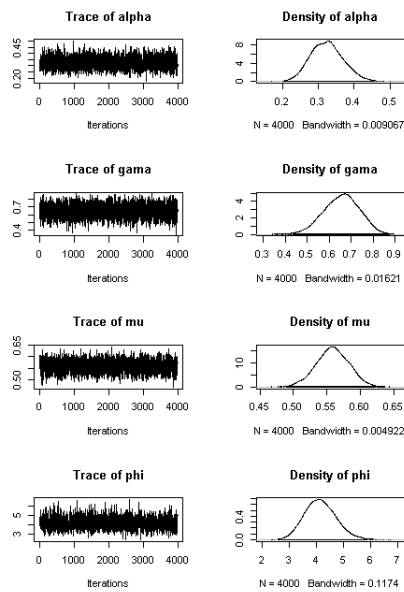 Trace of alpha
0.20 0.45
0 1000 2000 3000 4000
Iterations
Density of alpha
0 4 8
0.2 0.3 0.4 0.5
N = 4000 Bandwidth = 0.009067
Trace of gama
0.4 0.7
0 1000 2000 3000 4000
Iterations
Density of gama
0 2 4
0.3 0.4 0.5 0.6 0.7 0.8 0.9
N = 4000 Bandwidth = 0.01621
Trace of mu
0.50 0.65
0 1000 2000 3000 4000
Iterations
Density of mu
0 10
0.45 0.50 0.55 0.60 0.65
N = 4000 Bandwidth = 0.004922
Trace of phi
3 5
0 1000 2000 3000 4000
Iterations
Density of phi
0.0 0.4
2 3 4 5 6 7
N = 4000 Bandwidth = 0.1174